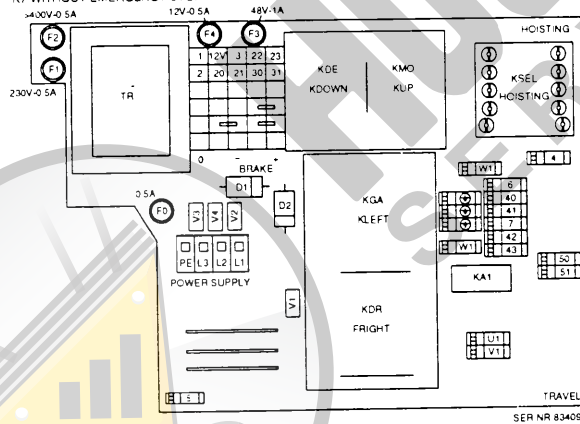 >400V-0.5A 12V-0.5A 48V-1A
F2 F4 F3 HOISTING
F1
230V-0.5A
1 12V 3 22 23
2 20 21 30 31
TR
KDE KMO
KDOWN KUP
KSEL
HOISTING
0 - +
BRAKE
D1
D2
0.5A
F0
V3 V4 V2
PE L3 L2 L1
POWER SUPPLY
V1
KGA
KLEFT
KDR
FRIGHT
4
W1
6
40
41
7
42
43
W1
KA1
50
51
U1
V1
5
TRAVEL
SER NR 83409